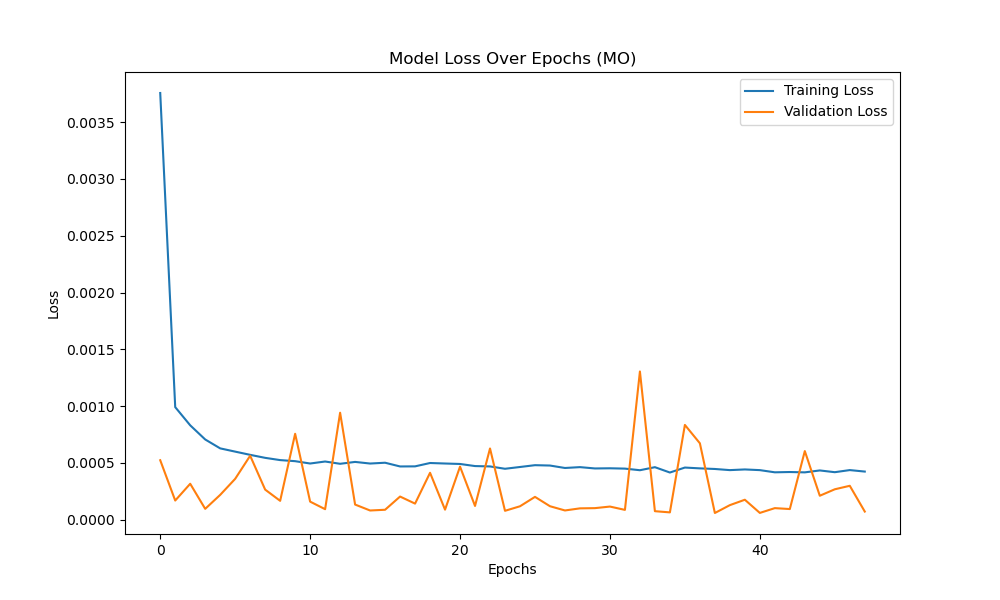 Model Loss Over Epochs (MO)
Training Loss
Validation Loss
0.0035
0.0030
0.0025
0.0020
0.0015
0.0010
0.0005
0.0000
Loss
0 10 20 30 40
Epochs